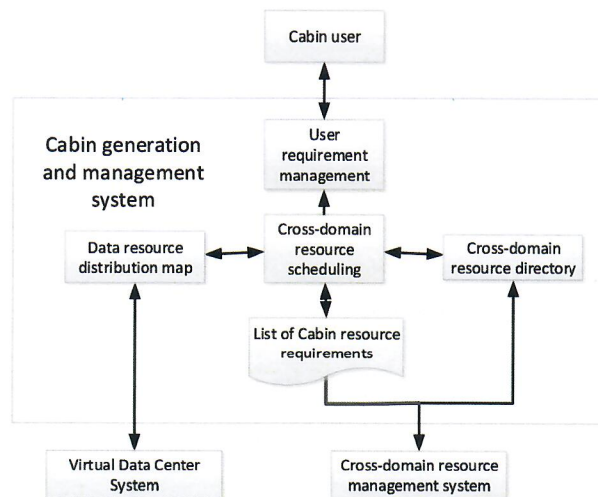 Cabin user
User
requirement
management
Cabin generation
and management
system
Cross-domain
resource
scheduling
Data resource
distribution map
Cross-domain
resource directory
List of Cabin resource
requirements
Virtual Data Center
System
Cross-domain resource
management system